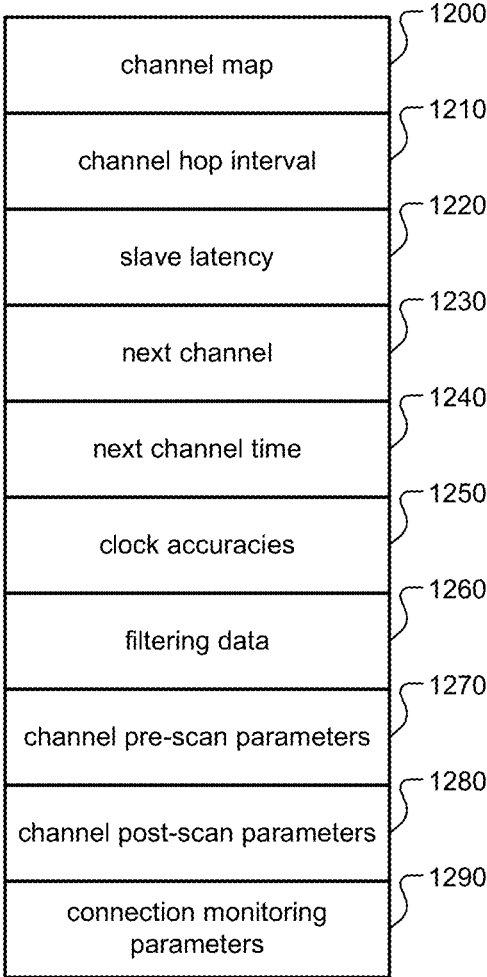 1200
channel map
1210
channel hop interval
1220
slave latency
1230
next channel
1240
next channel time
1250
clock accuracies
1260
filtering data
1270
channel pre-scan parameters
1280
channel post-scan parameters
1290
connection monitoring
parameters